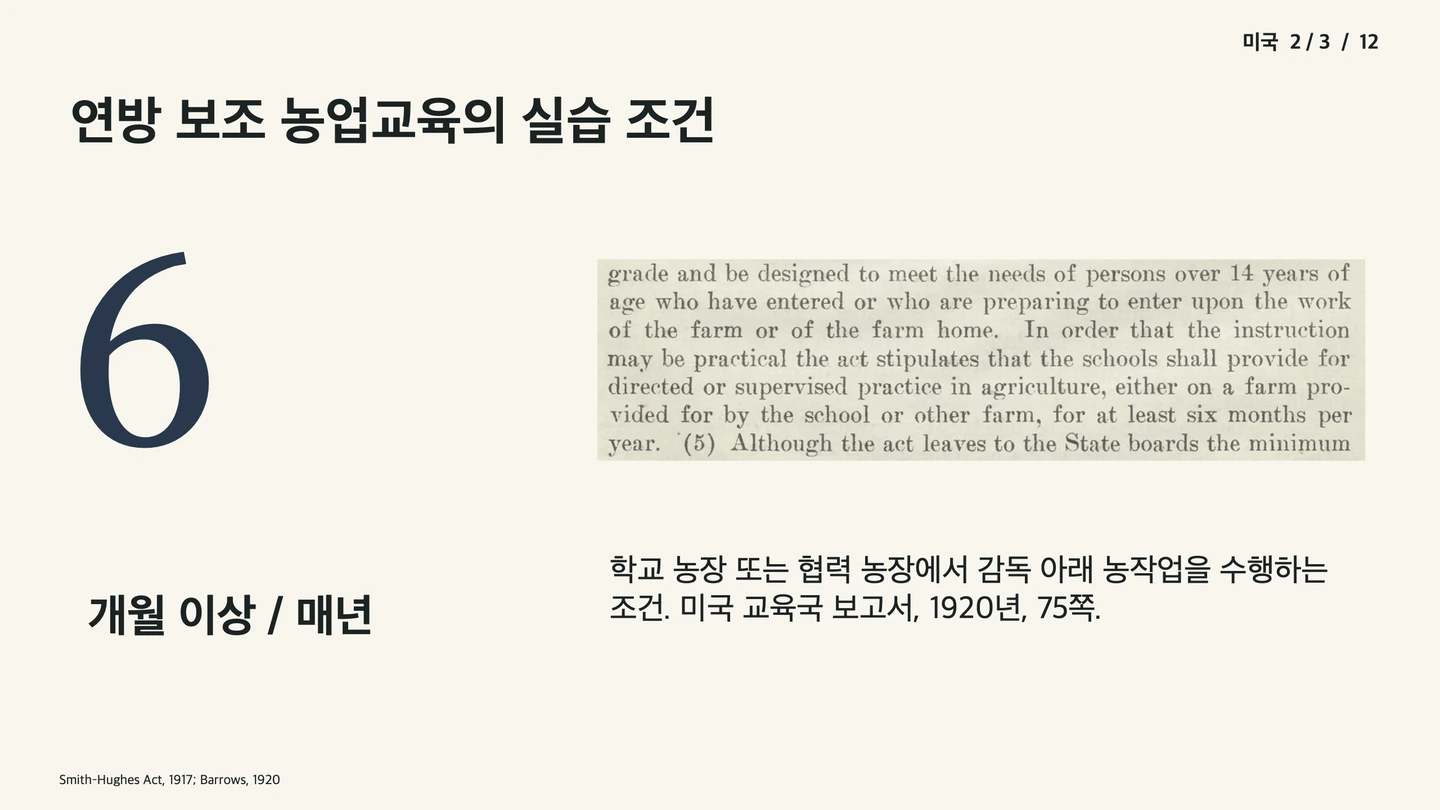 미국 2 / 3 / 12
연방 보조 농업교육의 실습 조건
6
개월 이상 / 매년
grade and be designed to meet the needs of persons over 14 years of
age who have entered or who are preparing to enter upon the work
of the farm or of the farm home. In order that the instruction
may be practical the act stipulates that the schools shall provide for
directed or supervised practice in agriculture, either on a farm pro-
vided for by the school or other farm, for at least six months per
year. (5) Although the act leaves to the State boards the minimum
학교 농장 또는 협력 농장에서 감독 아래 농작업을 수행하는
조건. 미국 교육국 보고서, 1920년, 75쪽.
Smith-Hughes Act, 1917; Barrows, 1920